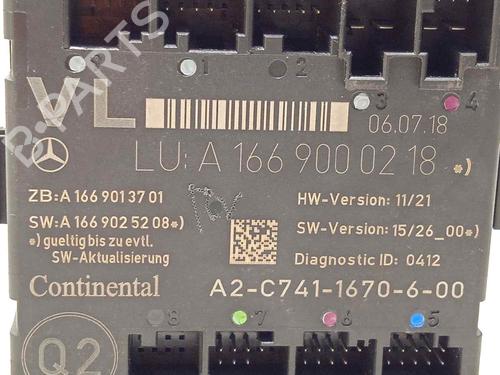 B-PARTS
VL
1
2
3
4
06.07.18
LU: A 166 900 02 18 *)
ZB:A 166 901 37 01
HW-Version: 11/21
SW:A 166 902 52 08*)
SW-Version: 15/26_00*)
*) gueltig bis zu evtl.
SW-Aktualisierung
Diagnostic ID: 0412
Continental
A2-C741-1670-6-00
Q2
8
7
6
5